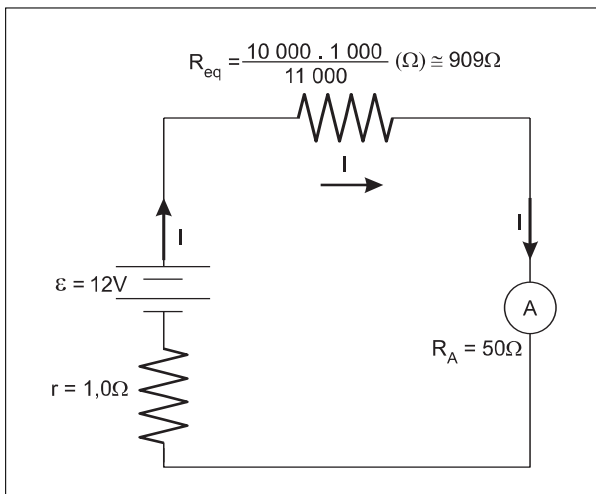 R_eq = 10 000 . 1 000 / 11 000 (Ω) ≅ 909Ω
I
I
I
ε = 12V
A
R_A = 50Ω
r = 1,0Ω